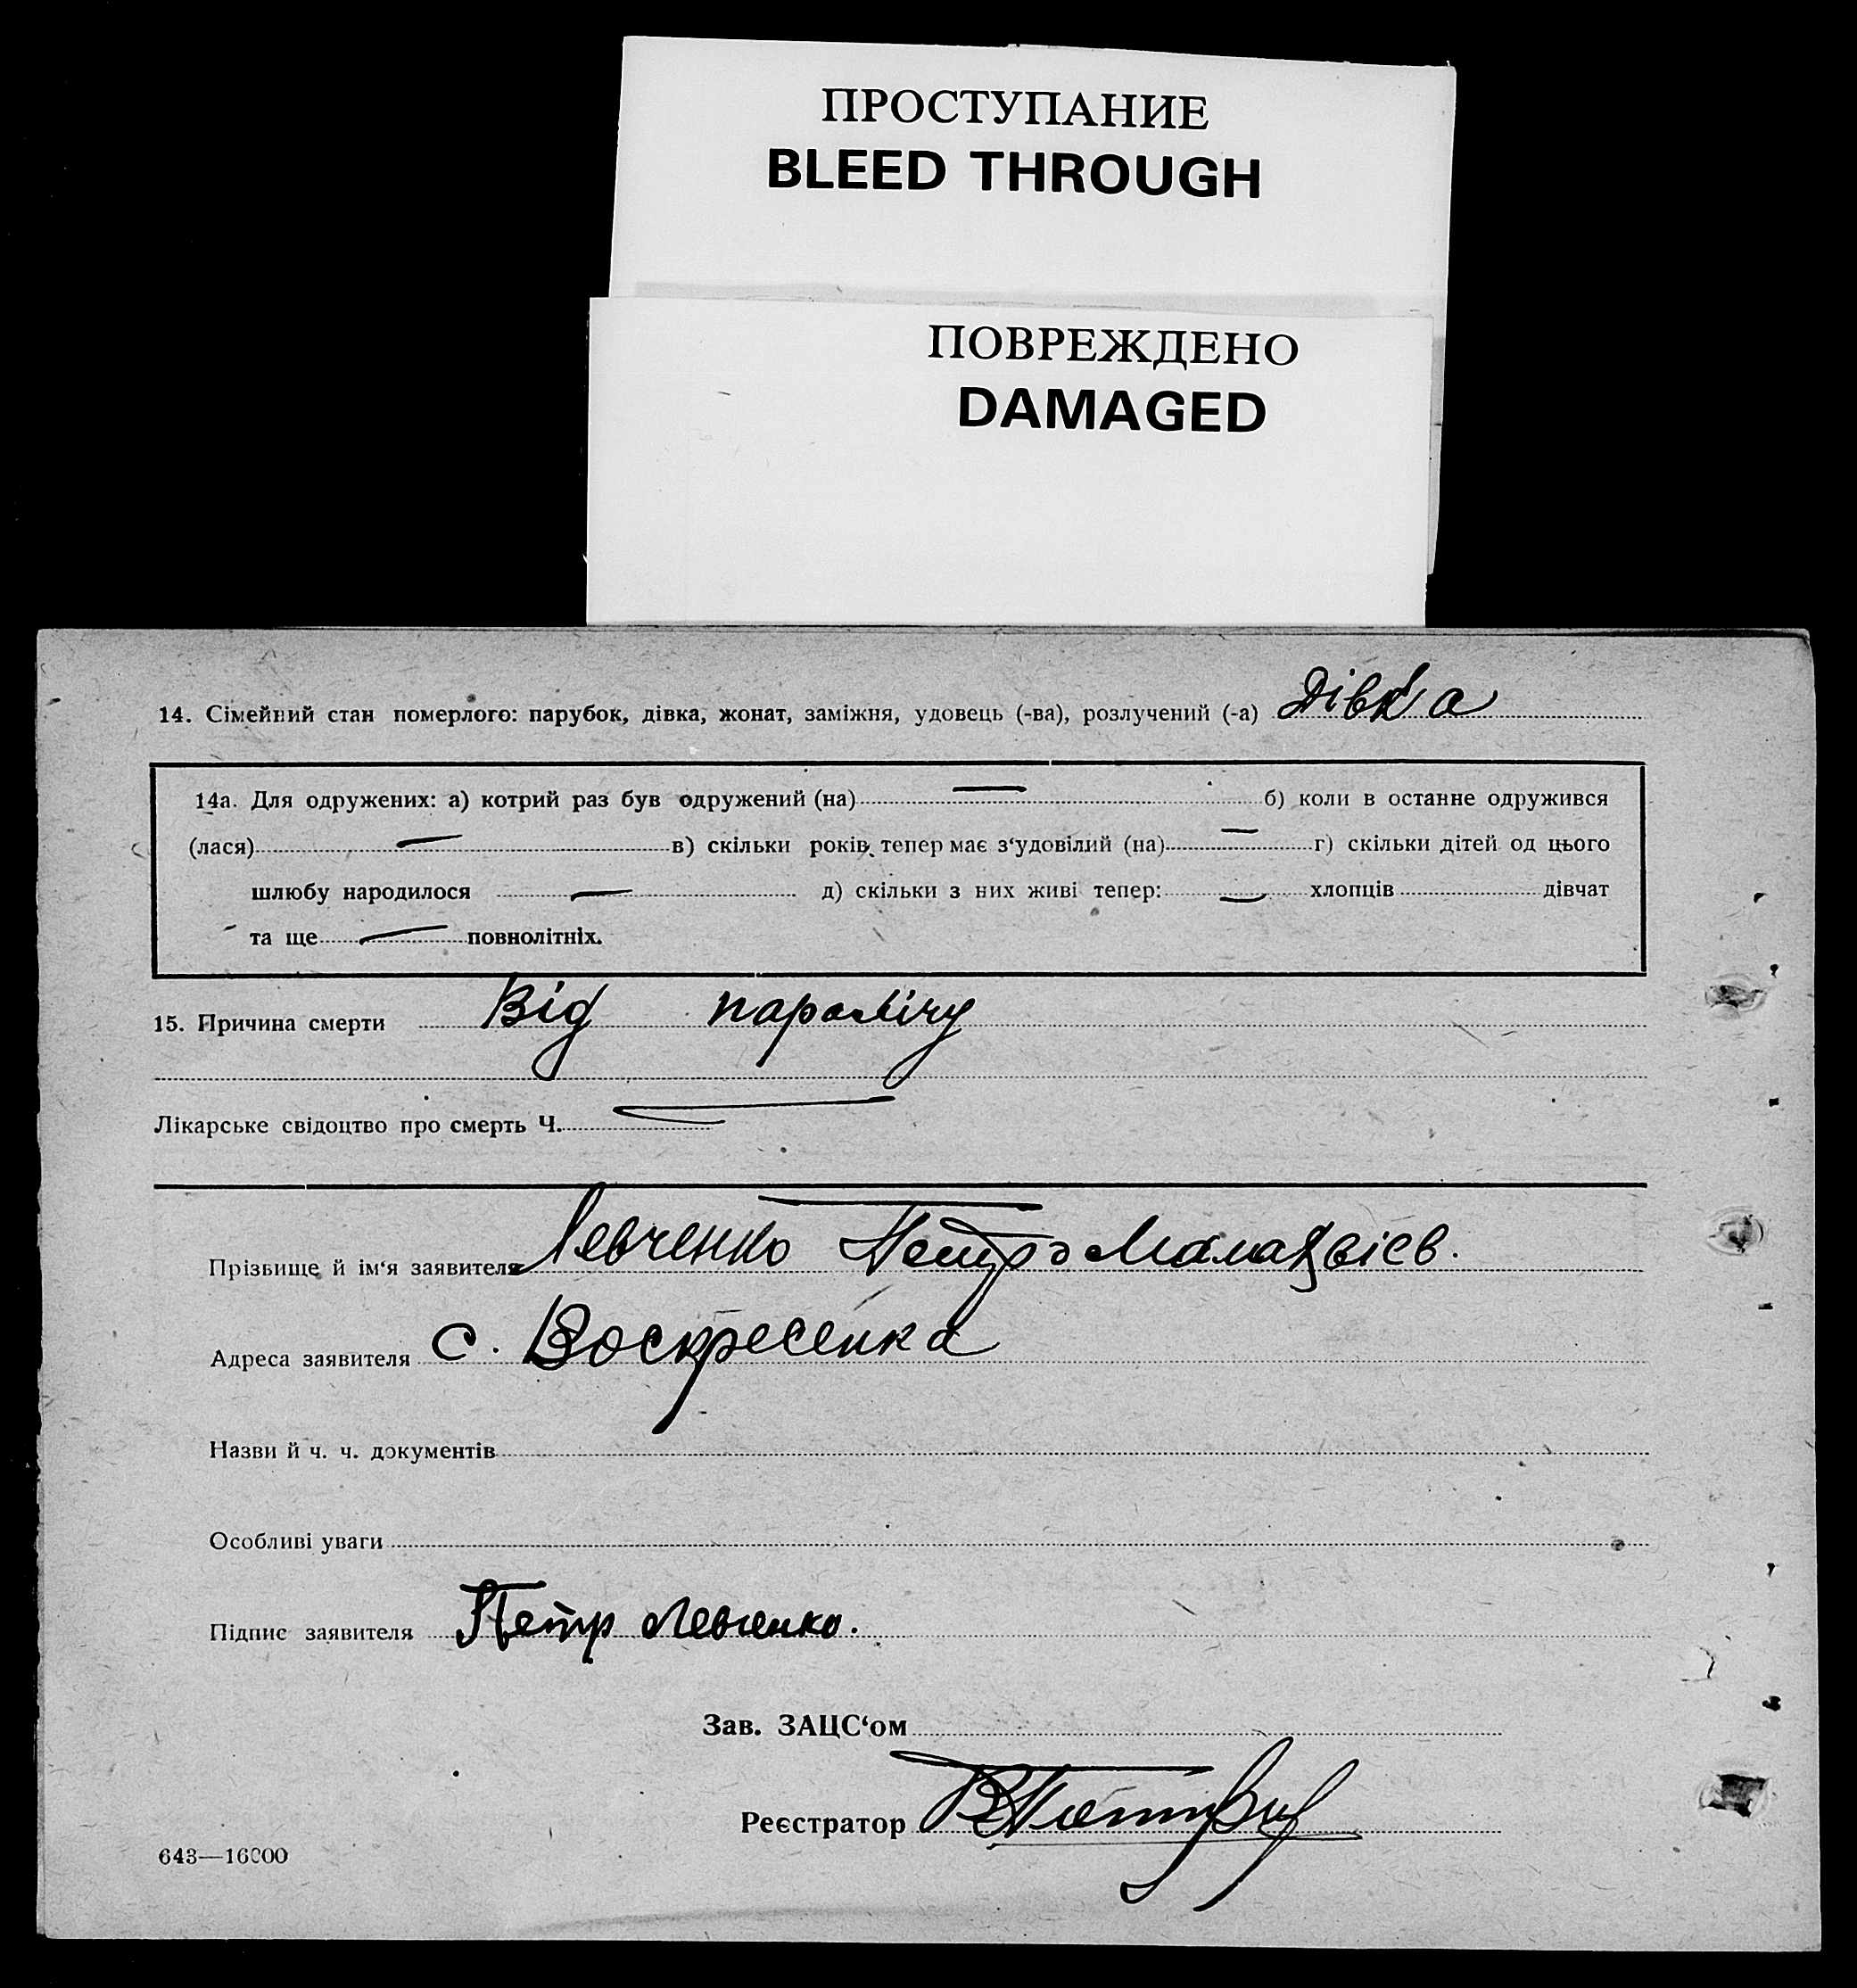 ПРОСТУПАНИЕ
BLEED THROUGH
ПОВРЕЖДЕНО
DAMAGED
14. Сімейний стан померлого: парубок, дівка, жонат, заміжня, удовець (-ва), розлучений (-а) Дівка
14а. Для одружених: а) котрий раз був одружений (на) — б) коли в останне одружився
(лася) — в) скільки років тепер має з‘удовілий (на) — г) скільки дітей од цього
шлюбу народилося — д) скільки з них живі тепер: — хлопців дівчат
та ще — повнолітніх.
15. Причина смерти Від паралічу
Лікарське свідоцтво про смерть Ч. —
Прізьище й ім‘я заявителя Левченко Петро
Адреса заявителя с. Воскресенка
Назви й ч. ч. документів
Особливі уваги
Підпис заявителя Петр Левченко.
Зав. ЗАЦС‘ом
Реєстратор
643—16000